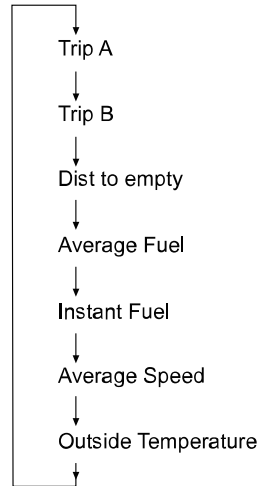 Trip A
Trip B
Dist to empty
Average Fuel
Instant Fuel
Average Speed
Outside Temperature